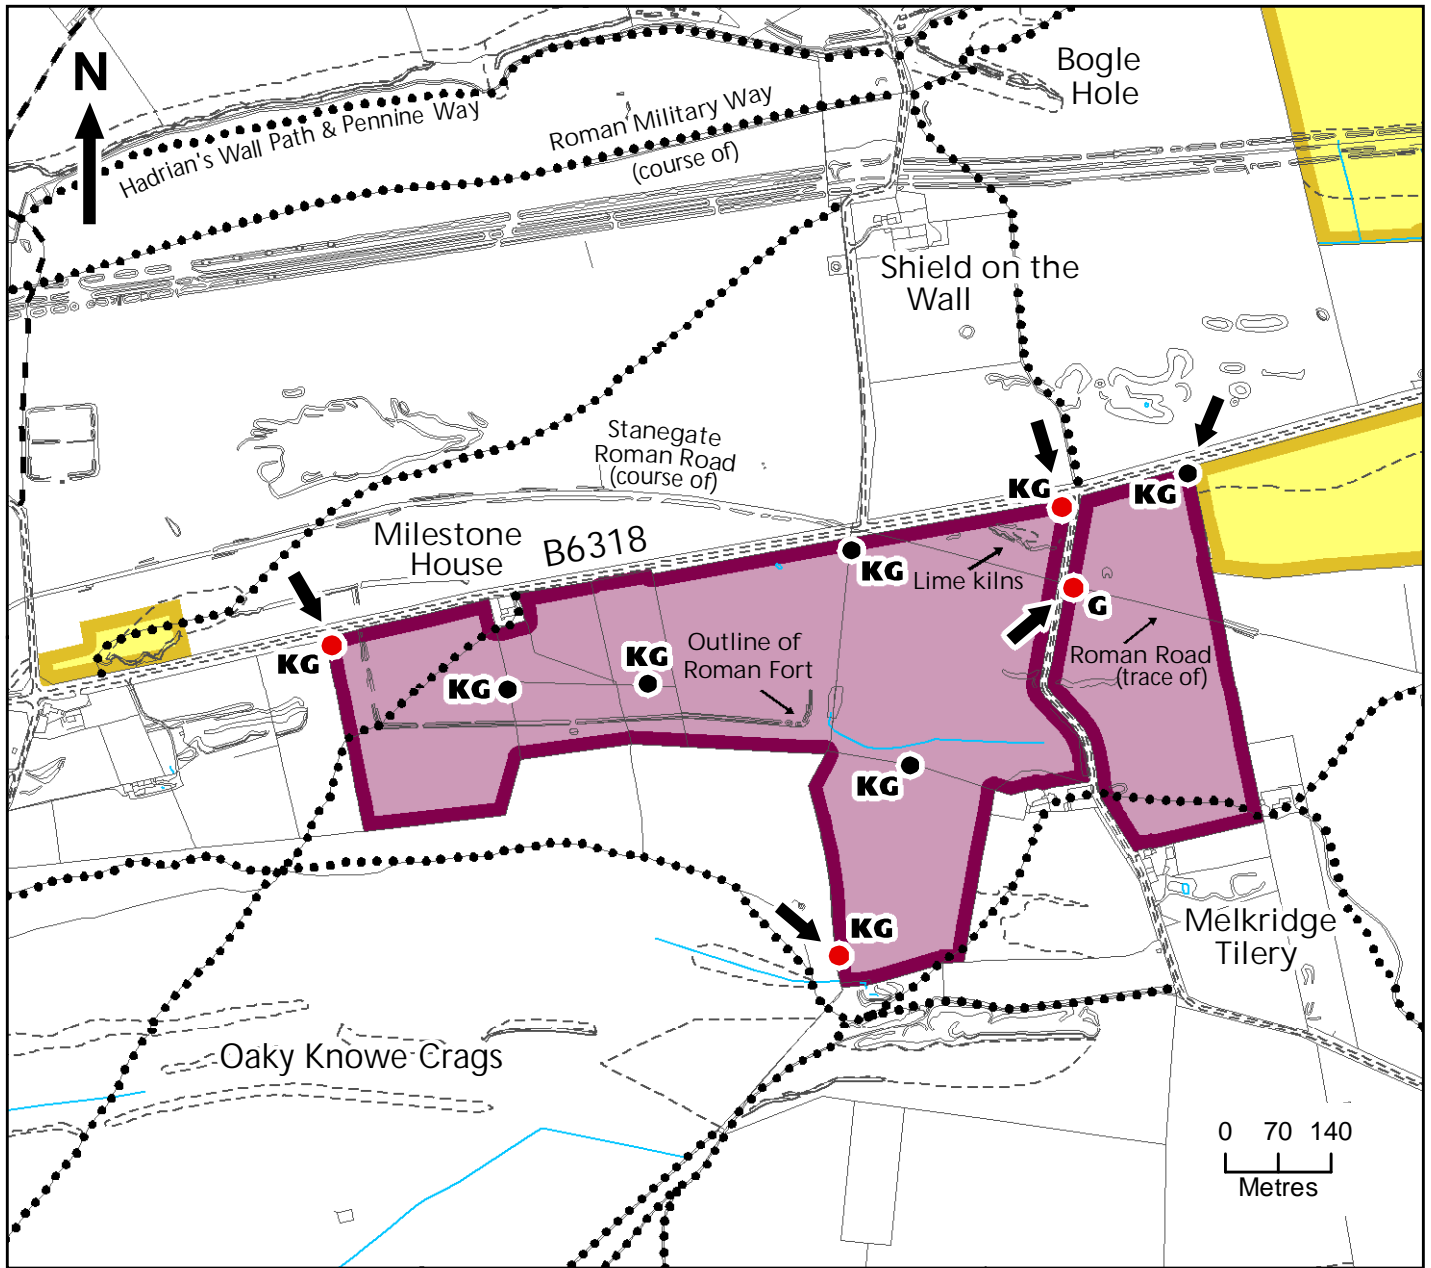 N
Bogle
Hole
Hadrian's Wall Path & Pennine Way
Roman Military Way
(course of)
Shield on the
Wall
Stanegate
Roman Road
(course of)
KG
KG
Milestone
House
B6318
KG
Lime kilns
G
KG
KG
KG
Outline of
Roman Fort
Roman Road
(trace of)
KG
KG
Melkridge
Tilery
Oaky Knowe Crags
0 70 140
Metres